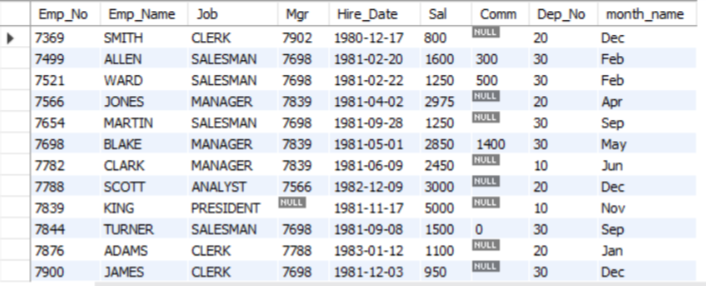 Emp_No Emp_Name Job Mgr Hire_Date Sal Comm Dep_No month_name
7369 SMITH CLERK 7902 1980-12-17 800 NULL 20 Dec
7499 ALLEN SALESMAN 7698 1981-02-20 1600 300 30 Feb
7521 WARD SALESMAN 7698 1981-02-22 1250 500 30 Feb
7566 JONES MANAGER 7839 1981-04-02 2975 NULL 20 Apr
7654 MARTIN SALESMAN 7698 1981-09-28 1250 NULL 30 Sep
7698 BLAKE MANAGER 7839 1981-05-01 2850 1400 30 May
7782 CLARK MANAGER 7839 1981-06-09 2450 NULL 10 Jun
7788 SCOTT ANALYST 7566 1982-12-09 3000 NULL 20 Dec
7839 KING PRESIDENT NULL 1981-11-17 5000 NULL 10 Nov
7844 TURNER SALESMAN 7698 1981-09-08 1500 0 30 Sep
7876 ADAMS CLERK 7788 1983-01-12 1100 NULL 20 Jan
7900 JAMES CLERK 7698 1981-12-03 950 NULL 30 Dec